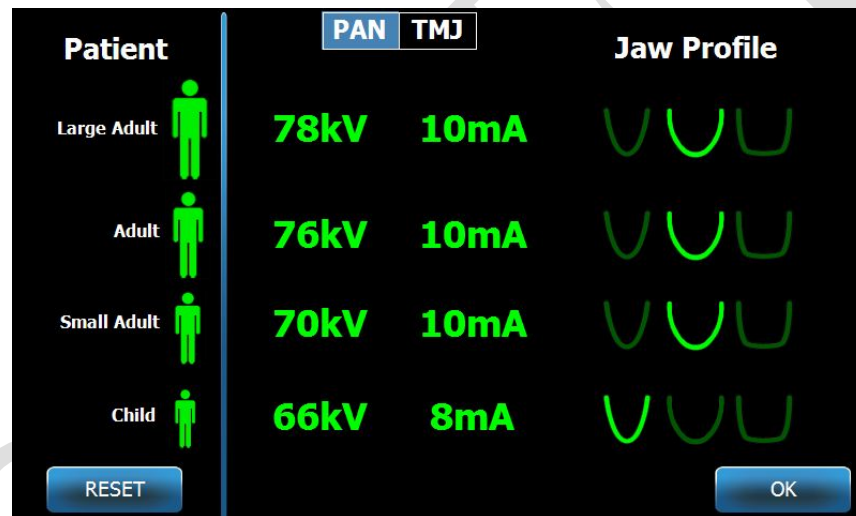 Patient
PAN TMJ
Jaw Profile
Large Adult 78kV 10mA
Adult 76kV 10mA
Small Adult 70kV 10mA
Child 66kV 8mA
RESET
OK